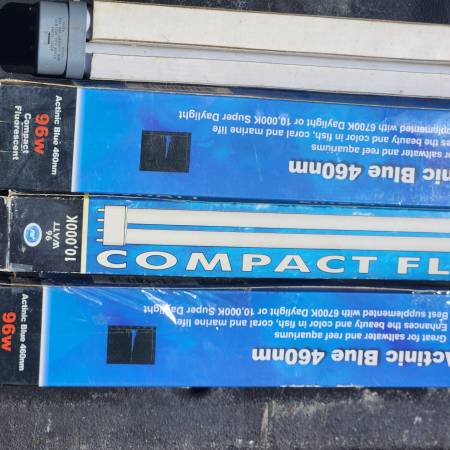 Actinic Blue 460nm
96w
Compact
Fluorescent
nic Blue 460nm
for saltwater and reef aquariums
es the beauty and color in fish, coral and marine life
pplemented with 6700K Daylight or 10,000K Super Daylight
10,000K
WATT
96
COMPACT FL
Actinic Blue 460nm
96w
Actinic Blue 460nm
Great for saltwater and reef aquariums
Enhances the beauty and color in fish, coral and marine life
Best supplemented with 6700K Daylight or 10,000K Super Daylight